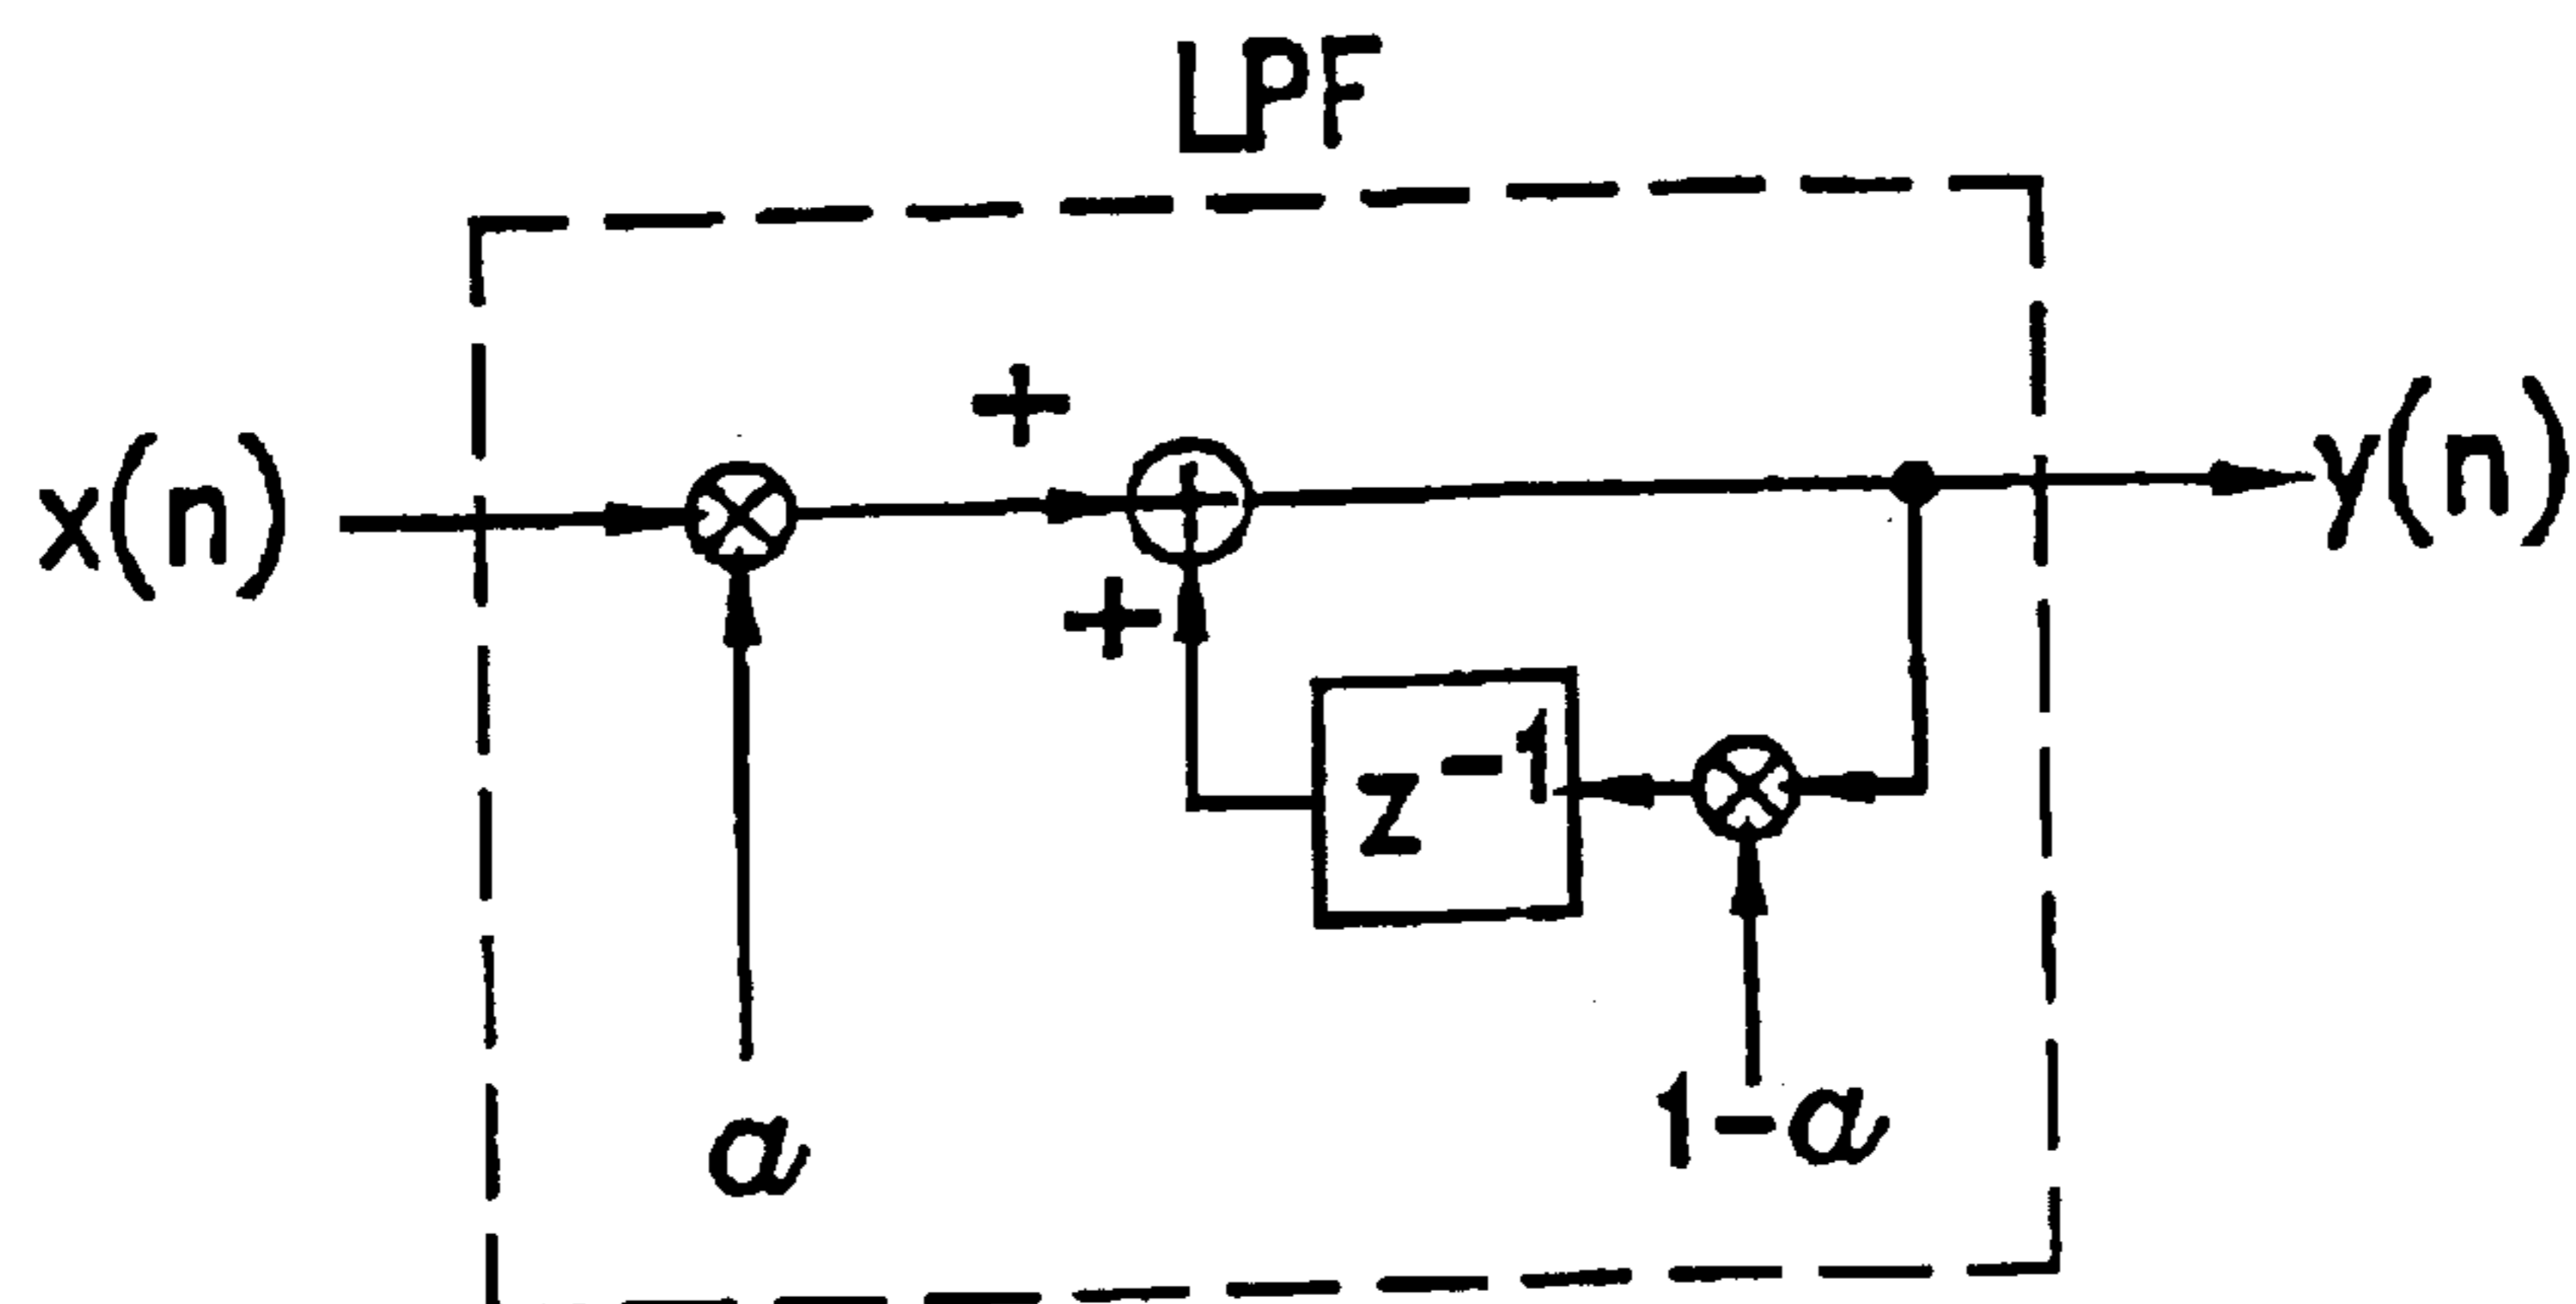 LPF
+
x(n)
y(n)
+
z⁻¹
a
1-a